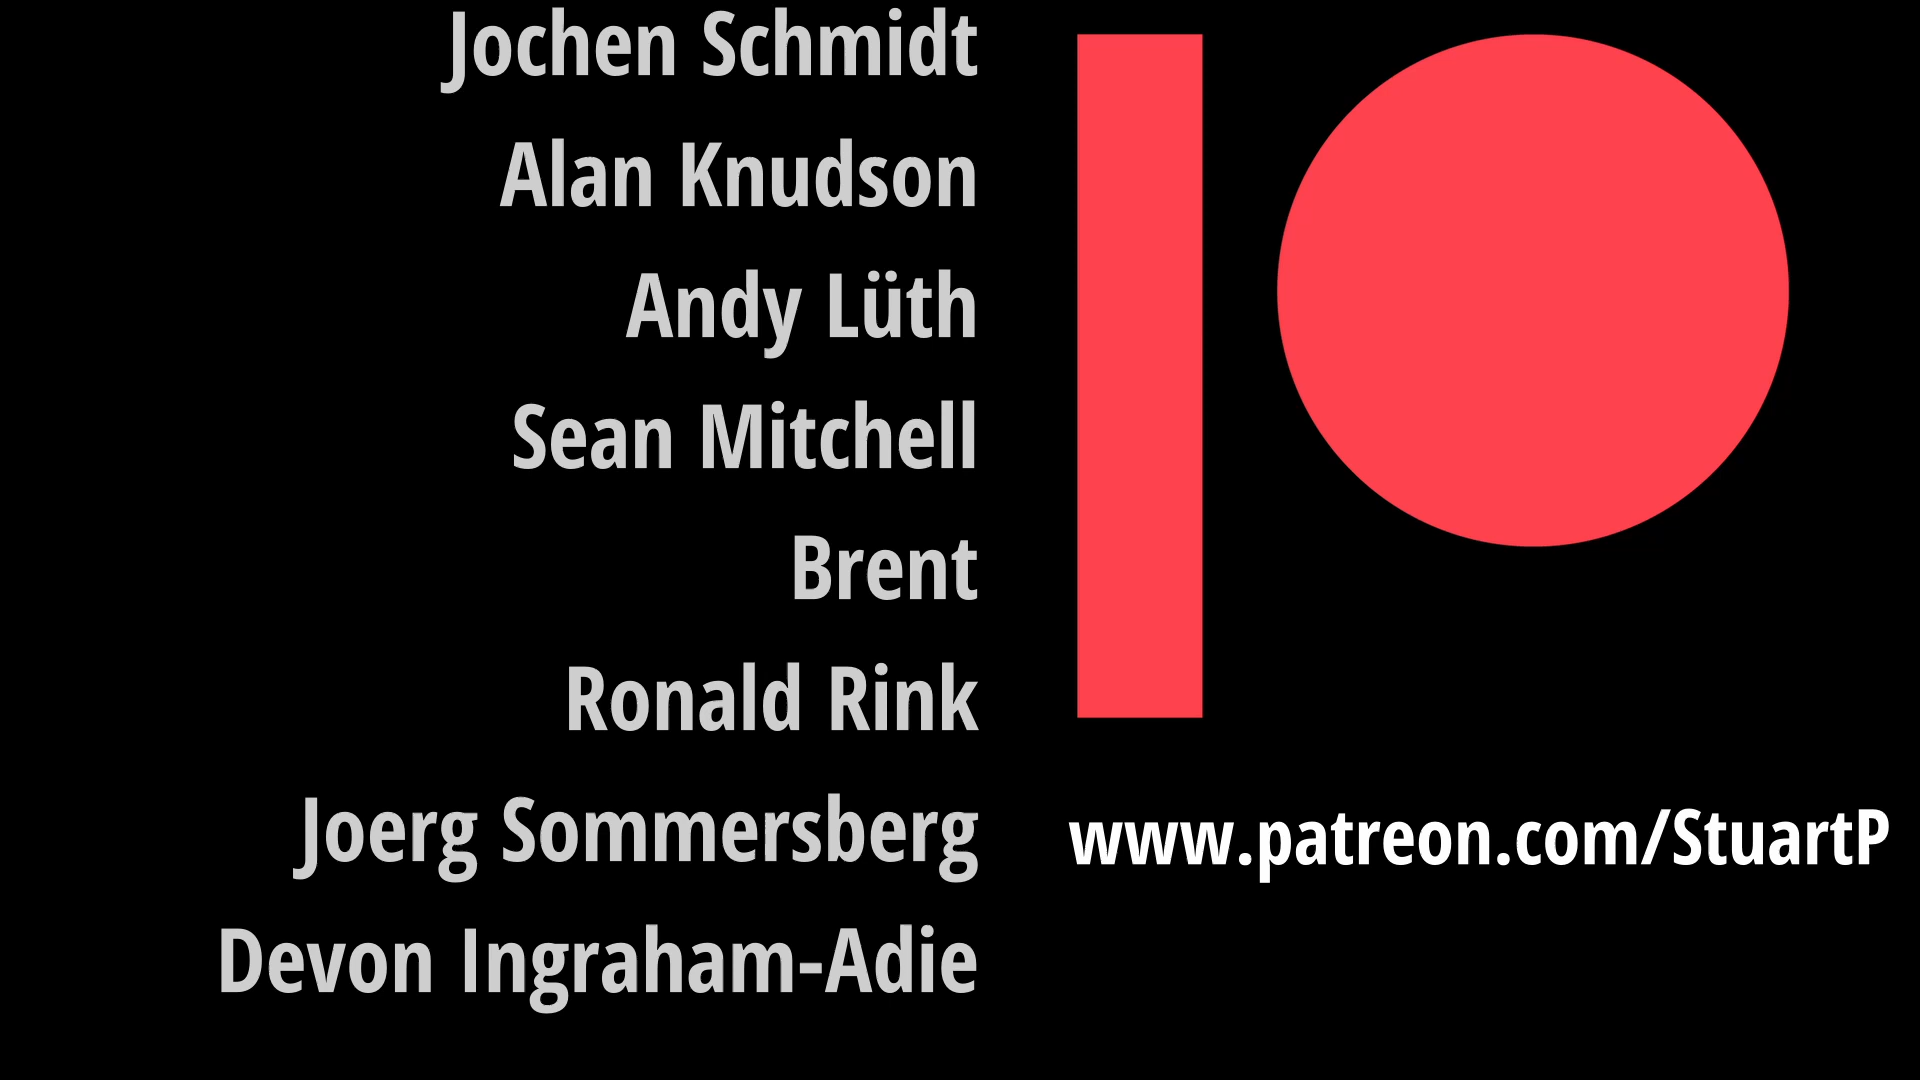 Jochen Schmidt
Alan Knudson
Andy Lüth
Sean Mitchell
Brent
Ronald Rink
Joerg Sommersberg
Devon Ingraham-Adie
www.patreon.com/StuartP